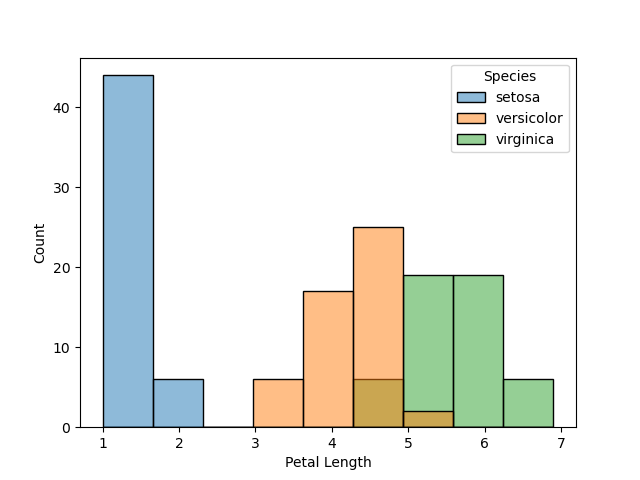 Species
setosa
versicolor
virginica
40
30
20
10
0
Count
1 2 3 4 5 6 7
Petal Length